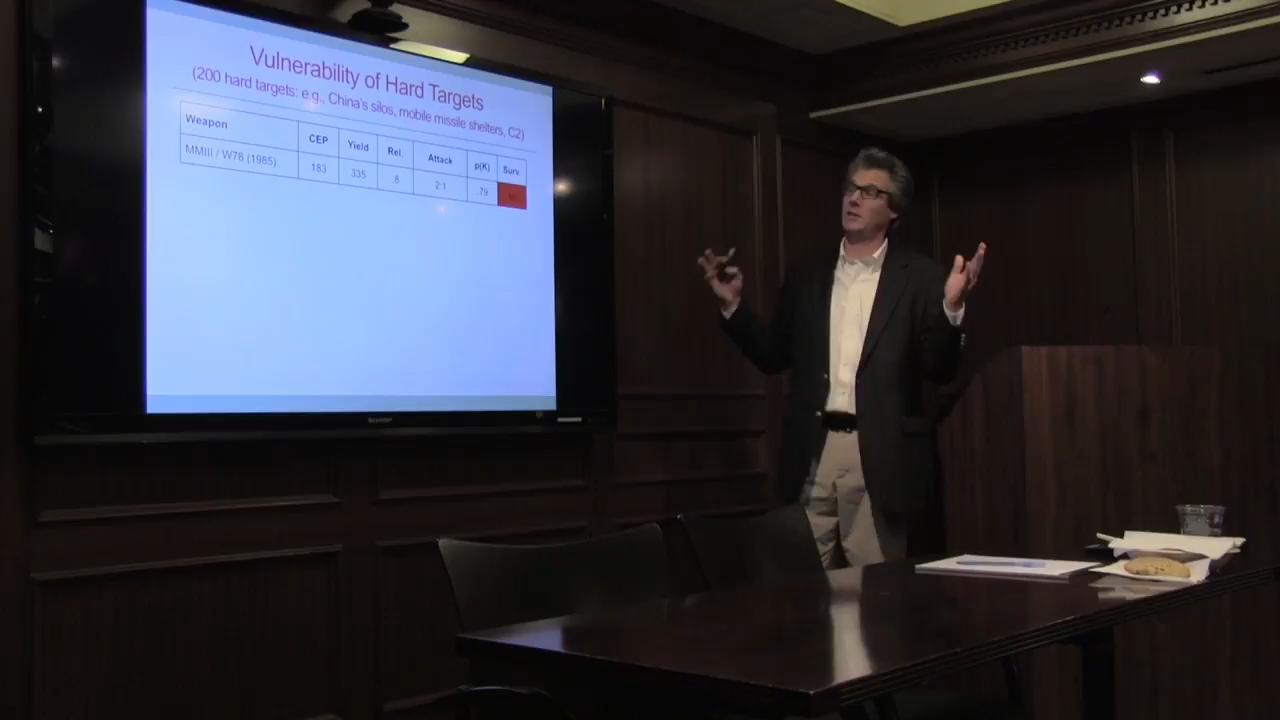 Vulnerability of Hard Targets
(200 hard targets: e.g., China's silos, mobile missile shelters, C2)
Weapon CEP Yield Rel. Attack p(K) Surv.
MMIII / W78 (1985) 183 335 .8 2:1 .79
SHARP